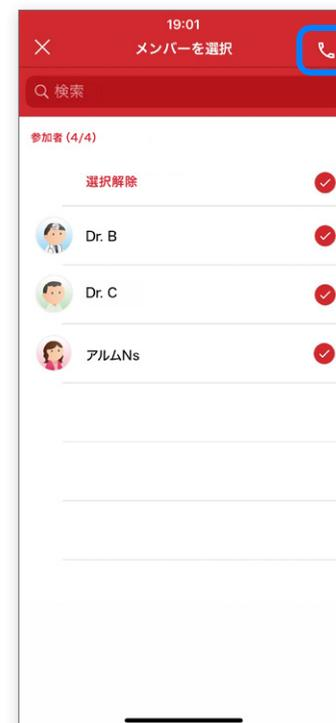 19:01
メンバーを選択
検索
参加者 (4/4)
選択解除
Dr. B
Dr. C
アルムNs